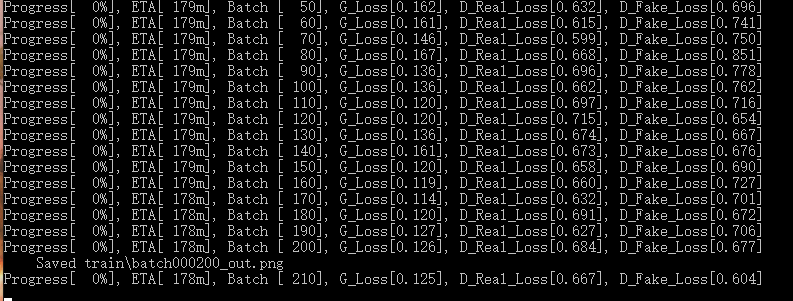 Progress[  0%], ETA[ 179m], Batch [   50], G_Loss[0.162], D_Real_Loss[0.632], D_Fake_Loss[0.696]
Progress[  0%], ETA[ 179m], Batch [   60], G_Loss[0.161], D_Real_Loss[0.615], D_Fake_Loss[0.741]
Progress[  0%], ETA[ 179m], Batch [   70], G_Loss[0.146], D_Real_Loss[0.599], D_Fake_Loss[0.750]
Progress[  0%], ETA[ 179m], Batch [   80], G_Loss[0.167], D_Real_Loss[0.668], D_Fake_Loss[0.851]
Progress[  0%], ETA[ 179m], Batch [   90], G_Loss[0.136], D_Real_Loss[0.696], D_Fake_Loss[0.778]
Progress[  0%], ETA[ 179m], Batch [  100], G_Loss[0.136], D_Real_Loss[0.662], D_Fake_Loss[0.762]
Progress[  0%], ETA[ 179m], Batch [  110], G_Loss[0.120], D_Real_Loss[0.697], D_Fake_Loss[0.716]
Progress[  0%], ETA[ 179m], Batch [  120], G_Loss[0.120], D_Real_Loss[0.715], D_Fake_Loss[0.654]
Progress[  0%], ETA[ 179m], Batch [  130], G_Loss[0.136], D_Real_Loss[0.674], D_Fake_Loss[0.667]
Progress[  0%], ETA[ 179m], Batch [  140], G_Loss[0.161], D_Real_Loss[0.673], D_Fake_Loss[0.676]
Progress[  0%], ETA[ 179m], Batch [  150], G_Loss[0.120], D_Real_Loss[0.658], D_Fake_Loss[0.690]
Progress[  0%], ETA[ 179m], Batch [  160], G_Loss[0.119], D_Real_Loss[0.660], D_Fake_Loss[0.727]
Progress[  0%], ETA[ 178m], Batch [  170], G_Loss[0.114], D_Real_Loss[0.632], D_Fake_Loss[0.701]
Progress[  0%], ETA[ 178m], Batch [  180], G_Loss[0.120], D_Real_Loss[0.691], D_Fake_Loss[0.672]
Progress[  0%], ETA[ 178m], Batch [  190], G_Loss[0.127], D_Real_Loss[0.627], D_Fake_Loss[0.706]
Progress[  0%], ETA[ 178m], Batch [  200], G_Loss[0.126], D_Real_Loss[0.684], D_Fake_Loss[0.677]
    Saved train\batch000200_out.png
Progress[  0%], ETA[ 178m], Batch [  210], G_Loss[0.125], D_Real_Loss[0.667], D_Fake_Loss[0.604]